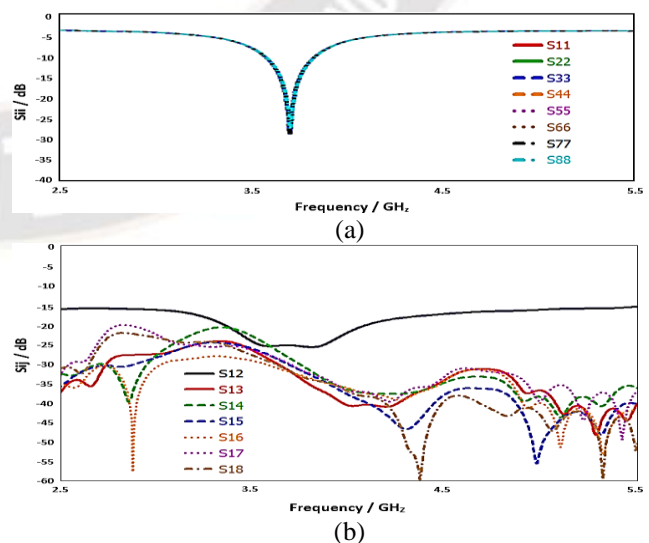 0
-5
-10
-15
-20
-25
-30
-35
-40
Sii / dB
S11
S22
S33
S44
S55
S66
S77
S88
2.5 3.5 4.5 5.5
Frequency / GHz
(a)
0
-5
-10
-15
-20
-25
-30
-35
-40
-45
-50
-55
-60
Sij / dB
S12
S13
S14
S15
S16
S17
S18
2.5 3.5 4.5 5.5
Frequency / GHz
(b)